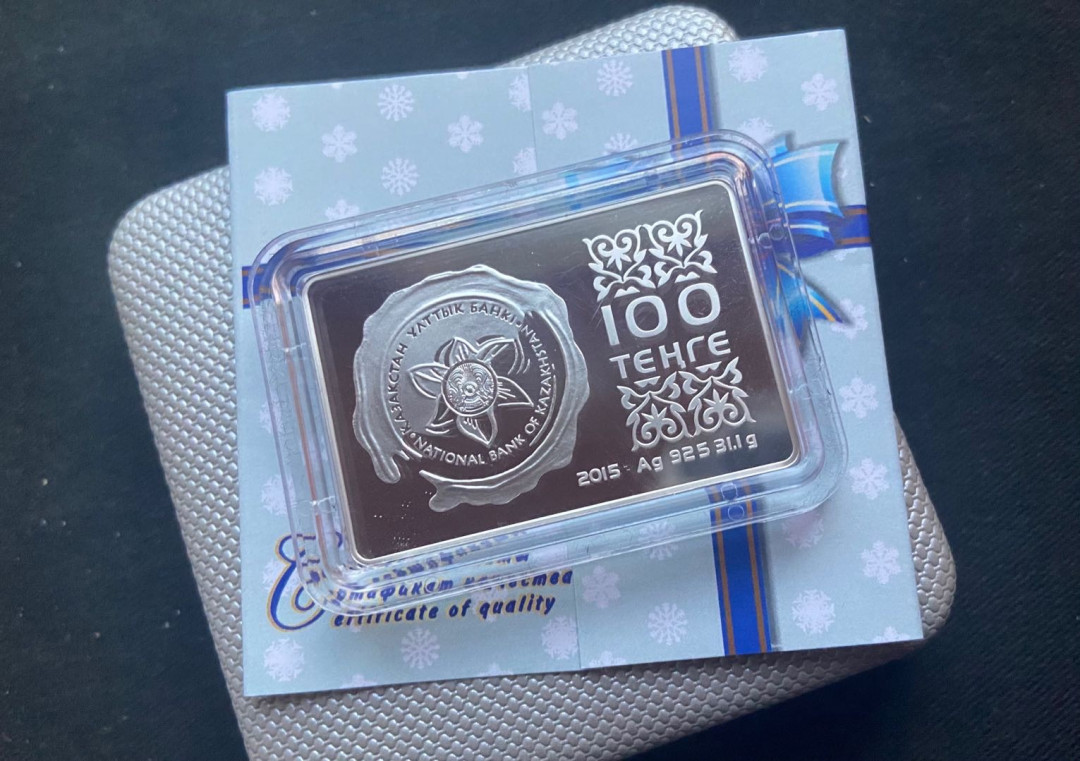 ҚАЗАҚСТАН ҰЛТТЫҚ БАНКІ
NATIONAL BANK OF KAZAKHSTAN
100
ТЕҢГЕ
2015 Ag 925 31.1 g
ertificate of quality